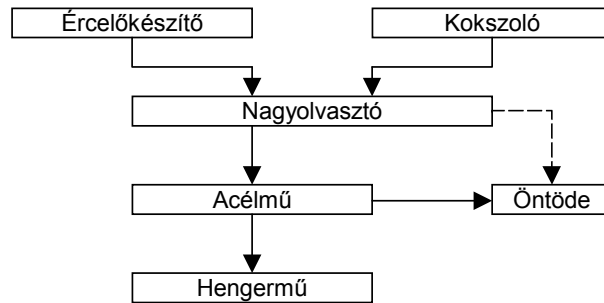 Ércelőkészítő
Kokszoló
Nagyolvasztó
Acélmű
Öntöde
Hengermű